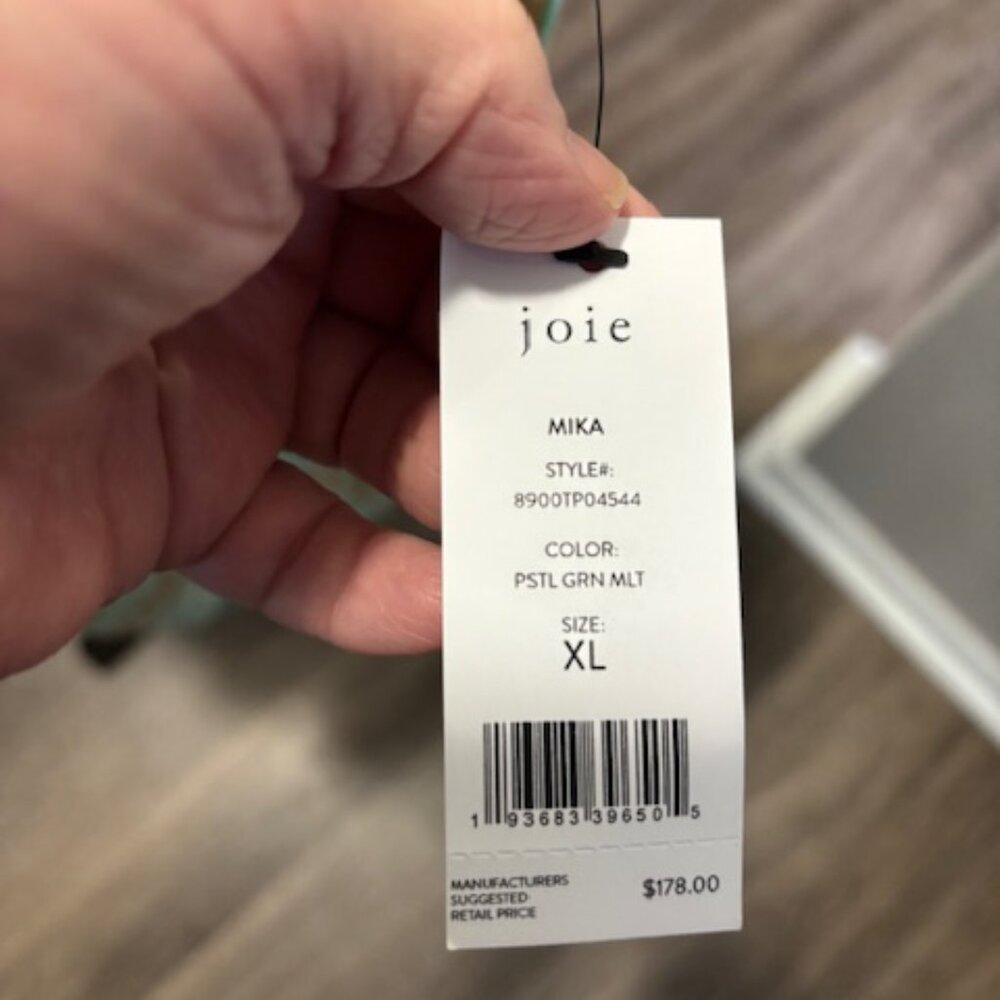 joie
MIKA
STYLE#:
8900TP04544
COLOR:
PSTL GRN MLT
SIZE:
XL
1 93683 39650 5
MANUFACTURERS
SUGGESTED
RETAIL PRICE
$178.00